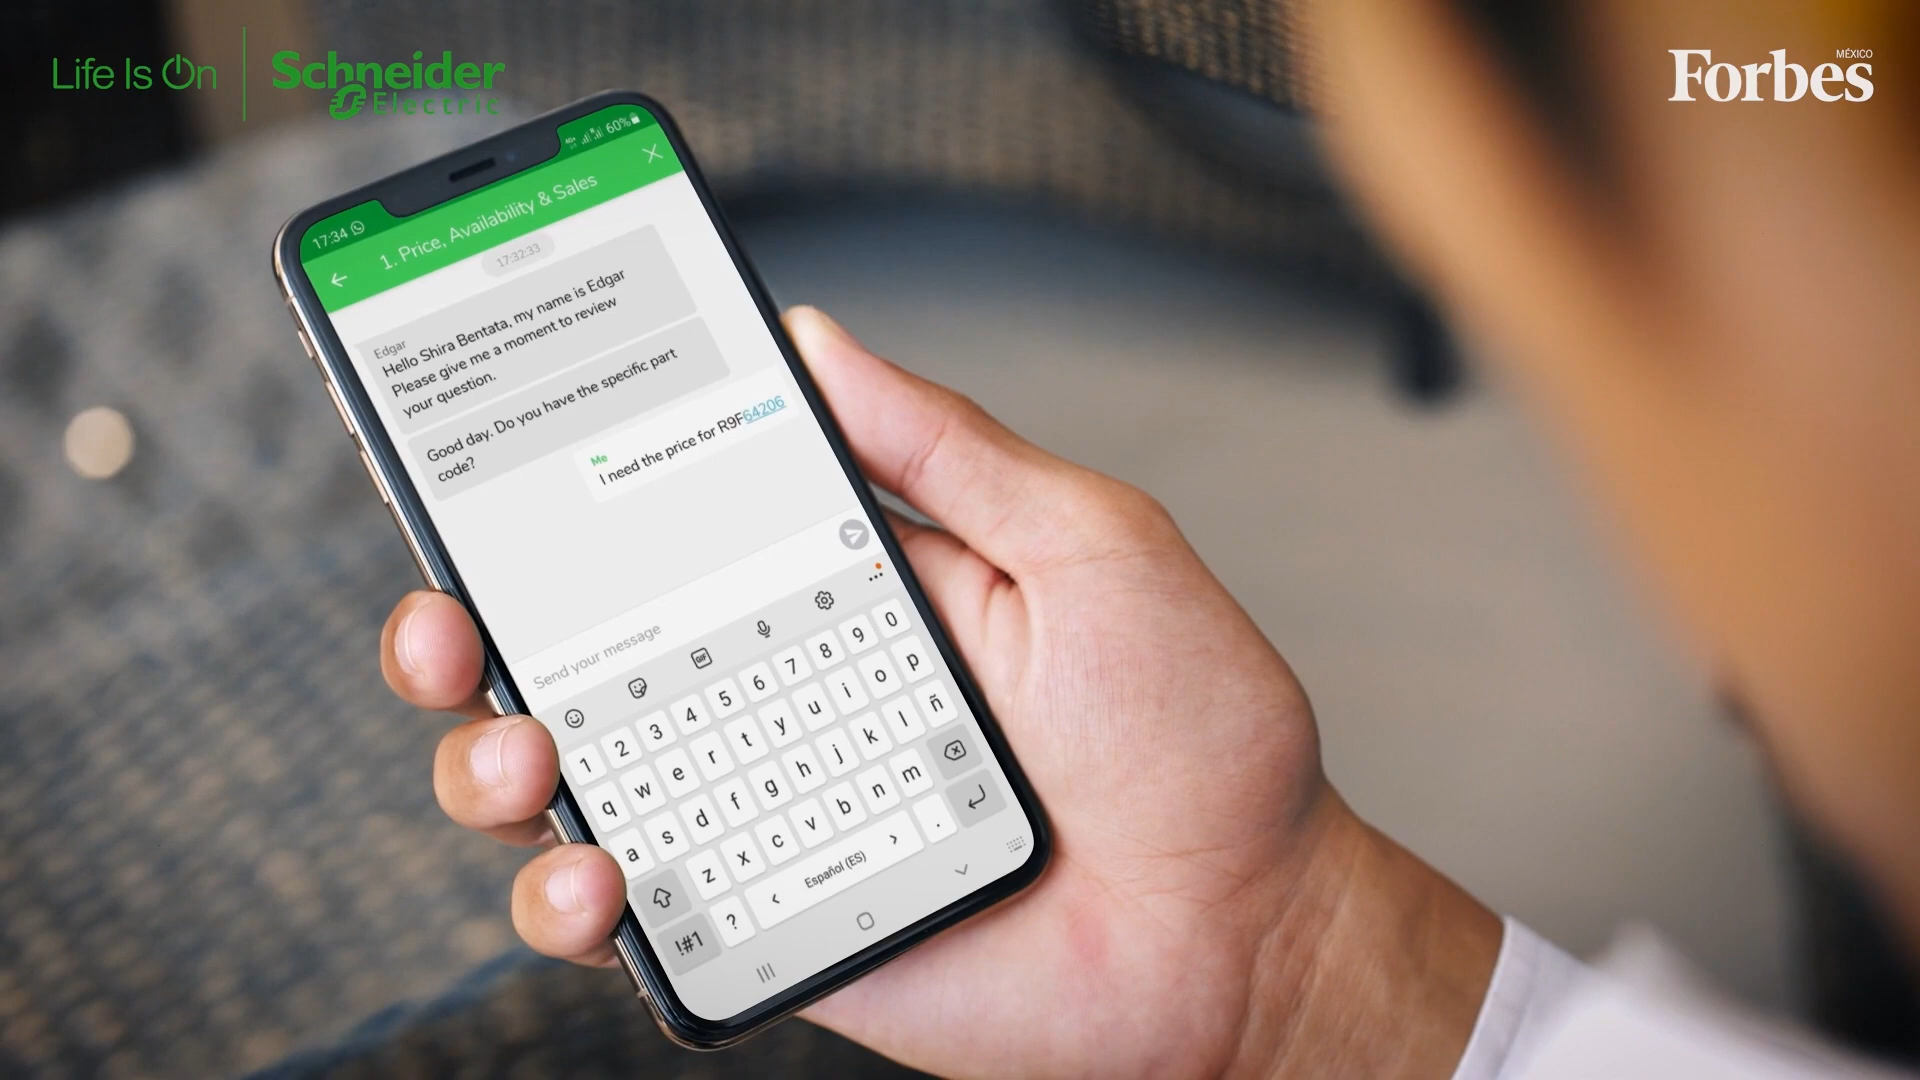 Life Is On
Schneider
Electric
MÉXICO
Forbes
17:34
60%
1. Price, Availability & Sales
17:32:33
Edgar
Hello Shira Bentata, my name is Edgar
Please give me a moment to review
your question.
Good day. Do you have the specific part
code?
Me
I need the price for R9F64206
Send your message
GIF
1 2 3 4 5 6 7 8 9 0
q w e r t y u i o p
a s d f g h j k l ñ
z x c v b n m
!#1 ? < Español (ES) > .